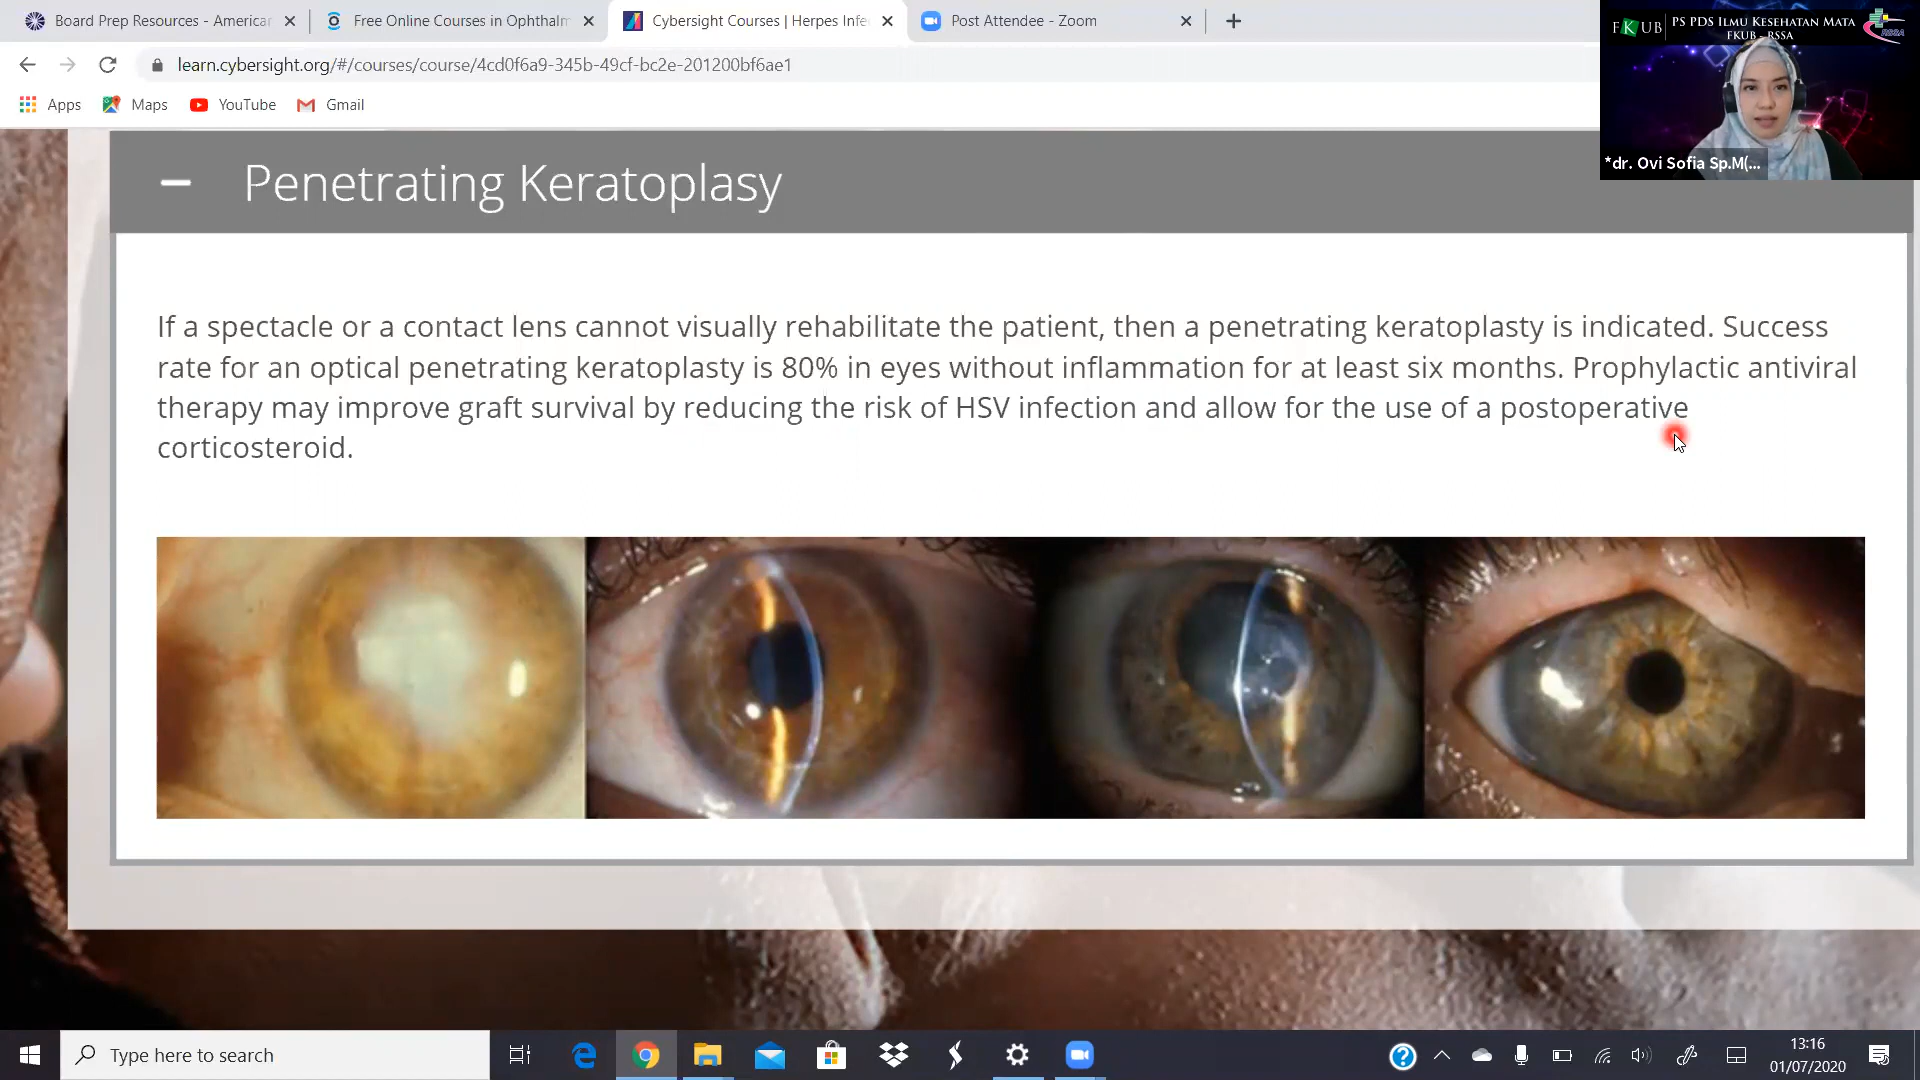 Board Prep Resources - American
Free Online Courses in Ophthalm
Cybersight Courses | Herpes Infe
Post Attendee - Zoom
learn.cybersight.org/#/courses/course/4cd0f6a9-345b-49cf-bc2e-201200bf6ae1
Apps
Maps
YouTube
Gmail
FKUB
PS PDS Ilmu Kesehatan Mata
FKUB - RSSA
*dr. Ovi Sofia Sp.M(...
Penetrating Keratoplasy
If a spectacle or a contact lens cannot visually rehabilitate the patient, then a penetrating keratoplasty is indicated. Success
rate for an optical penetrating keratoplasty is 80% in eyes without inflammation for at least six months. Prophylactic antiviral
therapy may improve graft survival by reducing the risk of HSV infection and allow for the use of a postoperative
corticosteroid.
Type here to search
13:16
01/07/2020